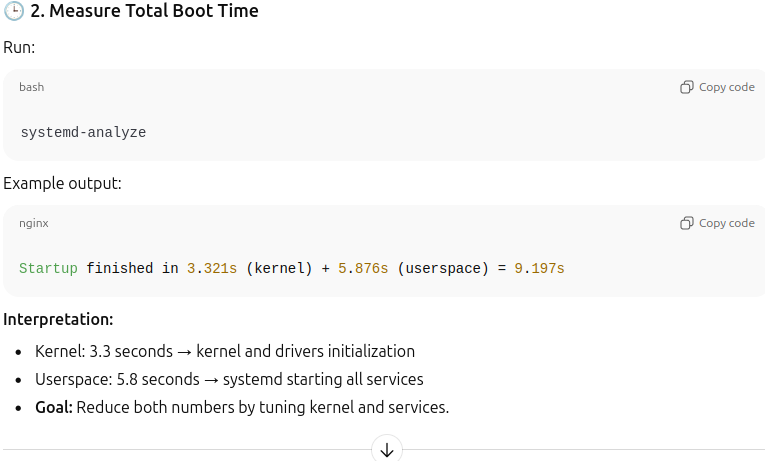 🕒 2. Measure Total Boot Time
Run:
bash
Copy code
systemd-analyze
Example output:
nginx
Copy code
Startup finished in 3.321s (kernel) + 5.876s (userspace) = 9.197s
Interpretation:
• Kernel: 3.3 seconds → kernel and drivers initialization
• Userspace: 5.8 seconds → systemd starting all services
• Goal: Reduce both numbers by tuning kernel and services.